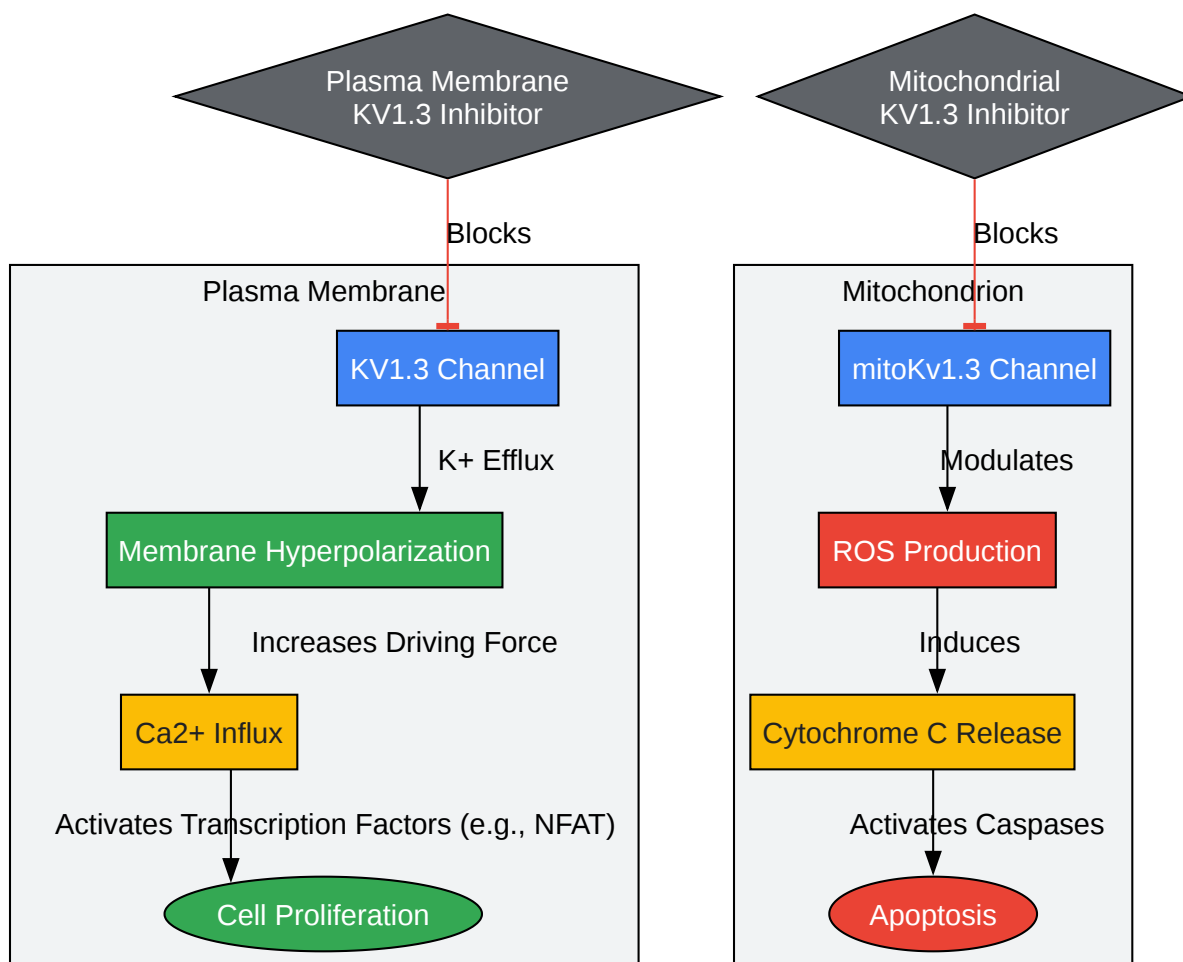 Plasma Membrane
KV1.3 Inhibitor
Mitochondrial
KV1.3 Inhibitor
Blocks
Blocks
Plasma Membrane
Mitochondrion
KV1.3 Channel
mitoKv1.3 Channel
K+ Efflux
Modulates
Membrane Hyperpolarization
ROS Production
Increases Driving Force
Induces
Ca2+ Influx
Cytochrome C Release
Activates Transcription Factors (e.g., NFAT)
Activates Caspases
Cell Proliferation
Apoptosis